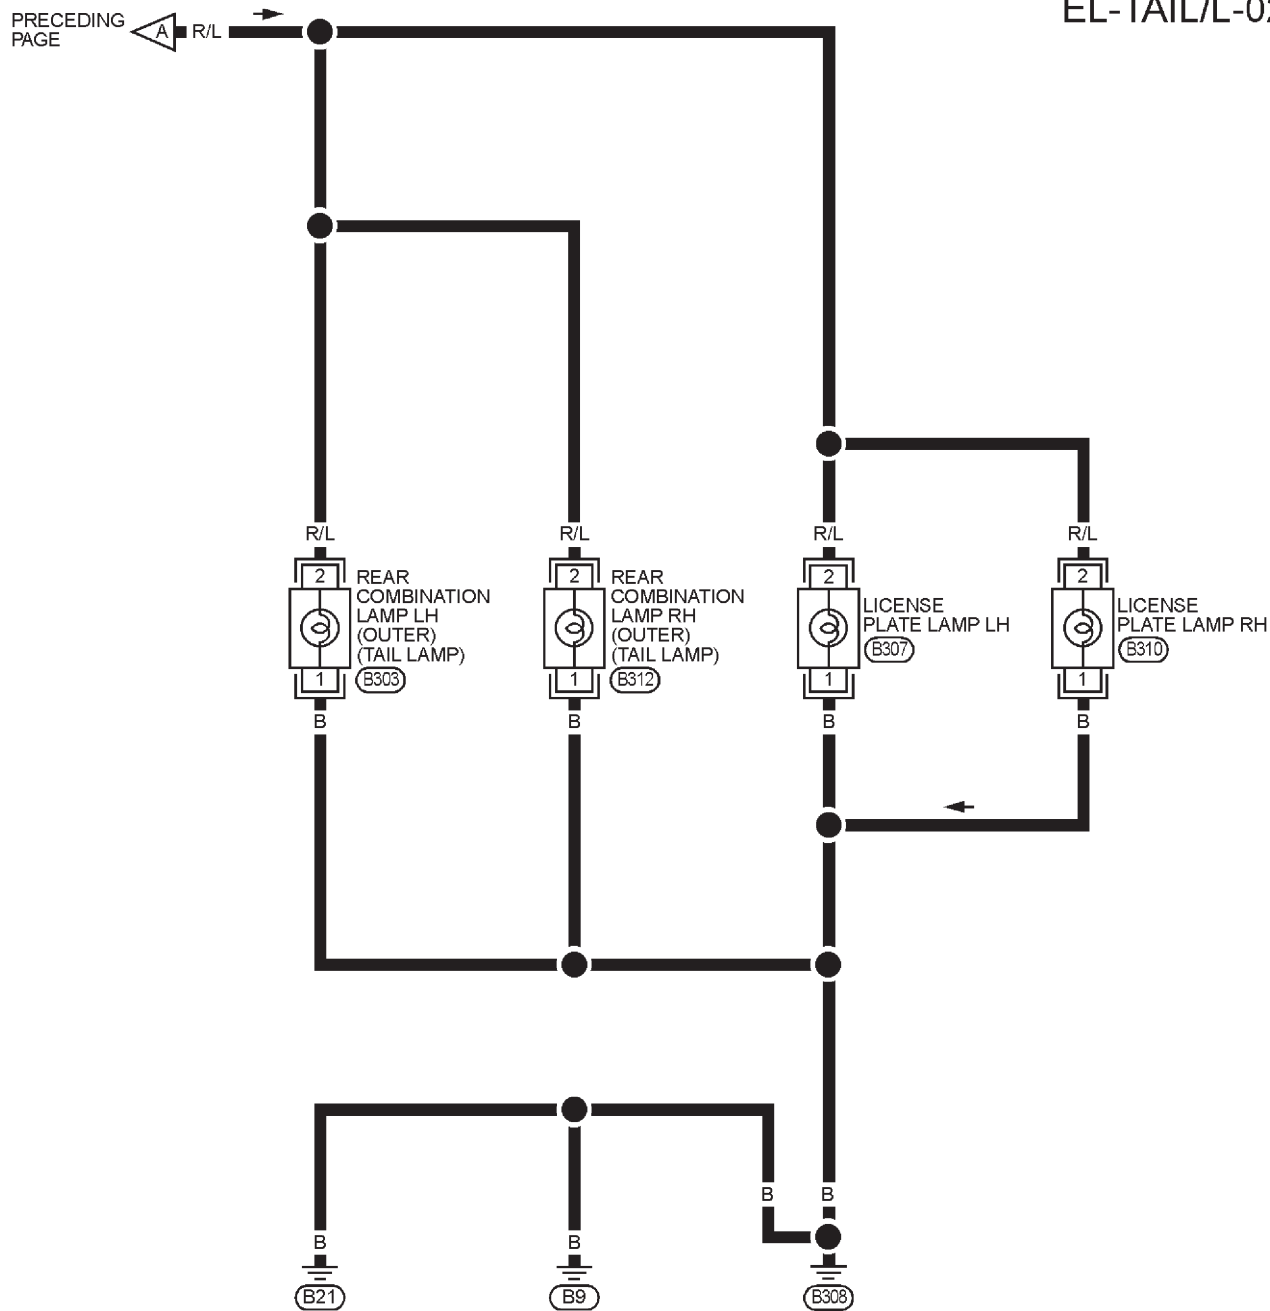 EL-TAIL/L-02
PRECEDING
PAGE
A
R/L
R/L
R/L
R/L
R/L
2
2
2
2
REAR
COMBINATION
LAMP LH
(OUTER)
(TAIL LAMP)
B303
REAR
COMBINATION
LAMP RH
(OUTER)
(TAIL LAMP)
B312
LICENSE
PLATE LAMP LH
B307
LICENSE
PLATE LAMP RH
B310
1
1
1
1
B
B
B
B
B
B
B
B
B21
B9
B308